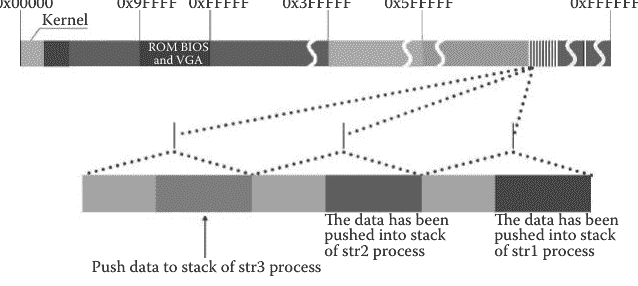 0x00000 0x9FFFF 0xFFFFF 0x3FFFFF 0x5FFFFF 0xFFFFFF
Kernel
ROM BIOS
and VGA
The data has been
pushed into stack
of str2 process
The data has been
pushed into stack
of str1 process
Push data to stack of str3 process